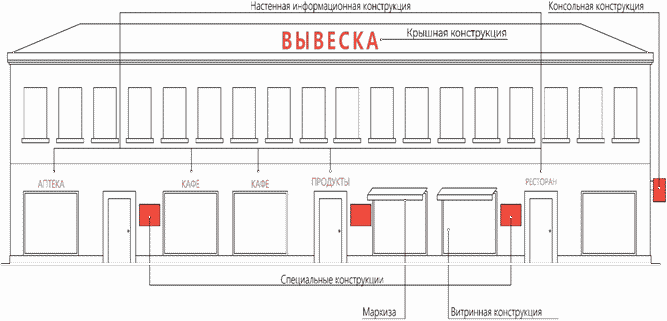 Настенная информационная конструкция
Консольная конструкция
ВЫВЕСКА
Крышная конструкция
АПТЕКА
КАФЕ
КАФЕ
ПРОДУКТЫ
РЕСТОРАН
Специальные конструкции
Маркиза
Витринная конструкция